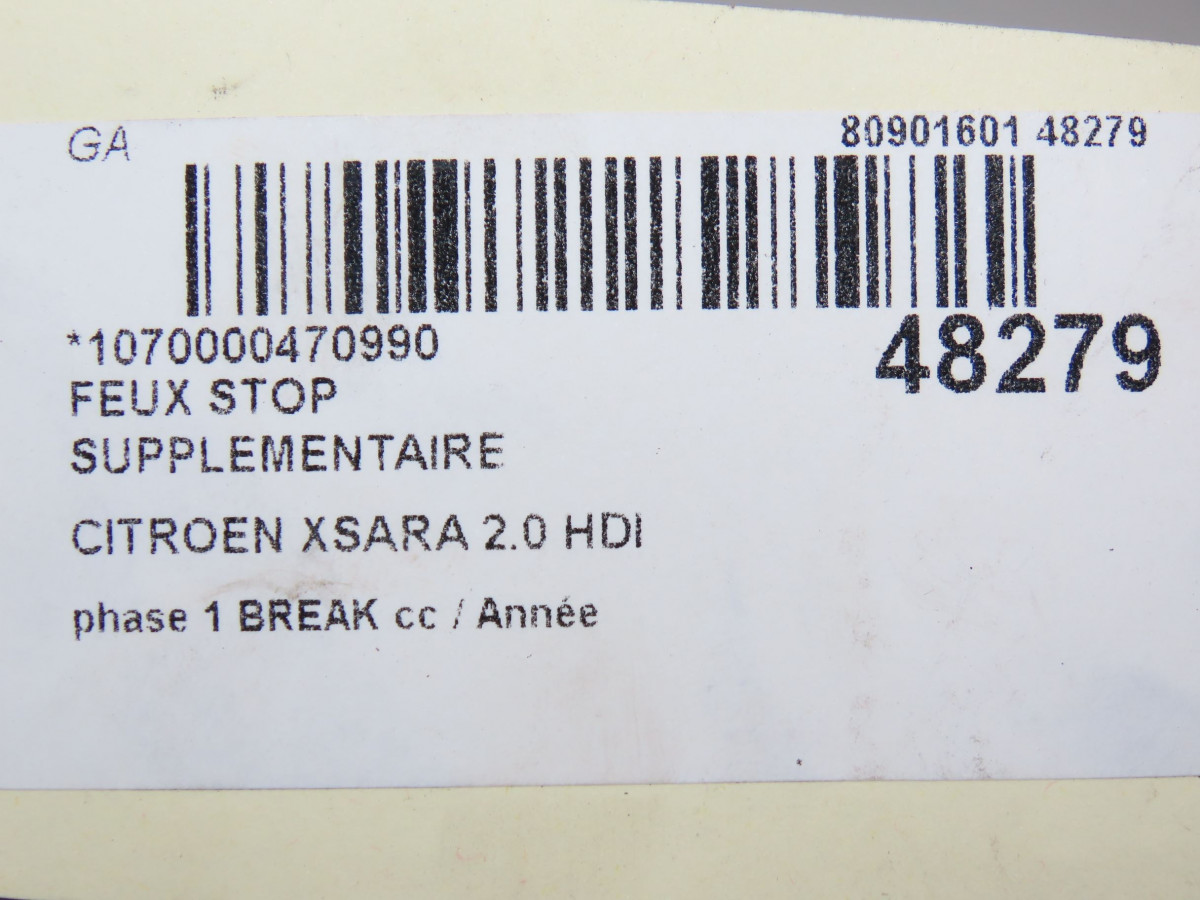 GA
80901601 48279
*1070000470990
48279
FEUX STOP
SUPPLEMENTAIRE
CITROEN XSARA 2.0 HDI
phase 1 BREAK cc / Année